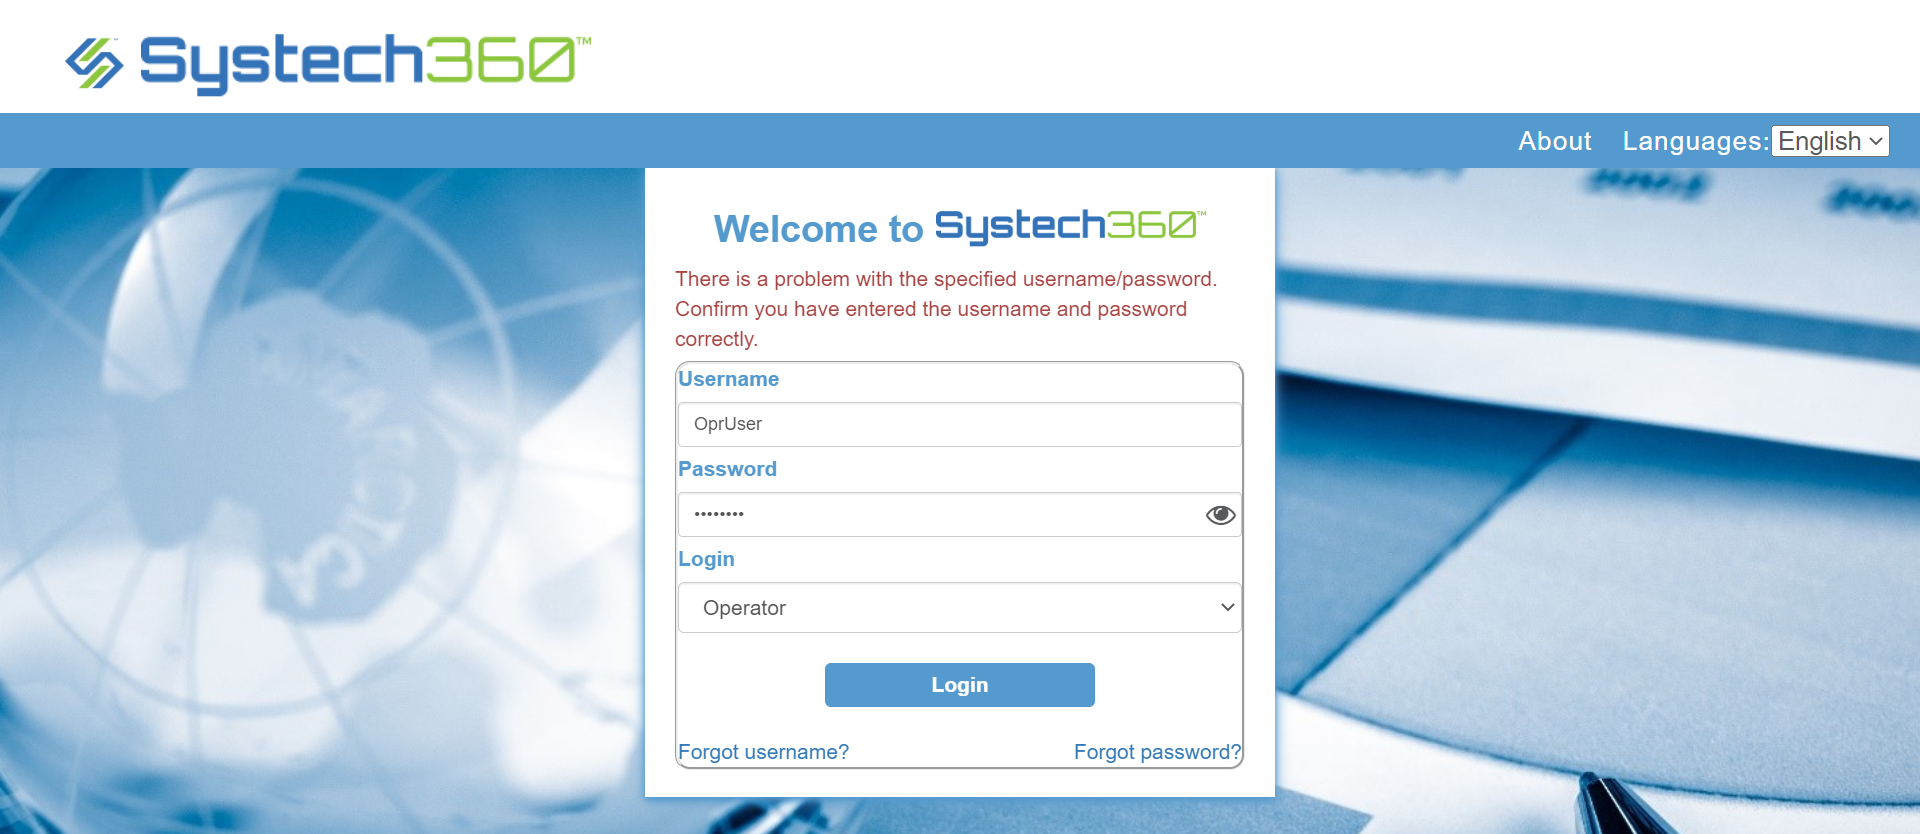 Systech360™
About Languages: English
Welcome to Systech360™
There is a problem with the specified username/password.
Confirm you have entered the username and password
correctly.
Username
OprUser
Password
••••••••
Login
Operator
Login
Forgot username? Forgot password?